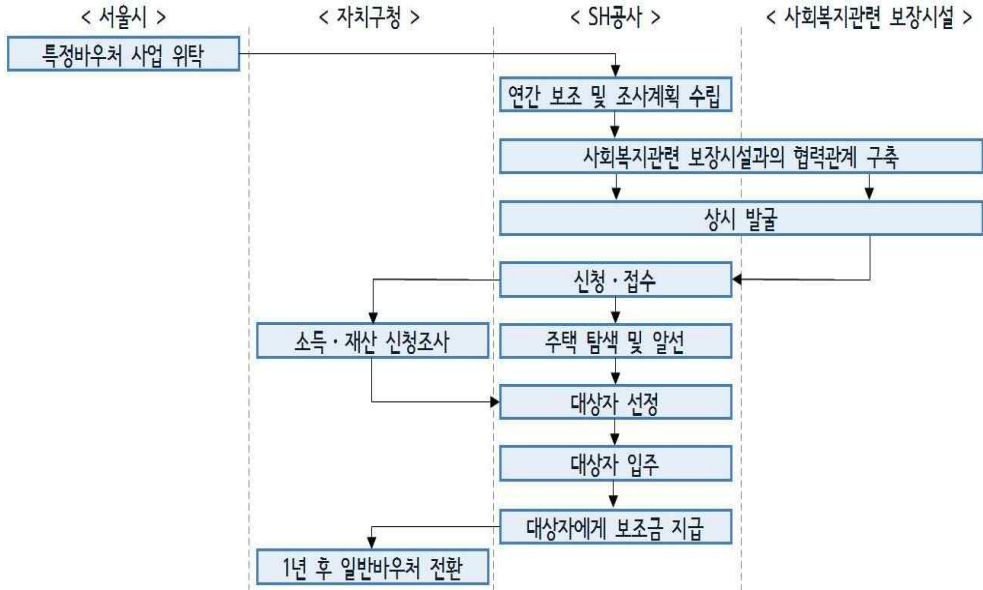 < 서울시 > < 자치구청 > < SH공사 > < 사회복지관련 보장시설 >
특정바우처 사업 위탁
연간 보조 및 조사계획 수립
사회복지관련 보장시설과의 협력관계 구축
상시 발굴
신청·접수
소득·재산 신청조사 주택 탐색 및 알선
대상자 선정
대상자 입주
대상자에게 보조금 지급
1년 후 일반바우처 전환